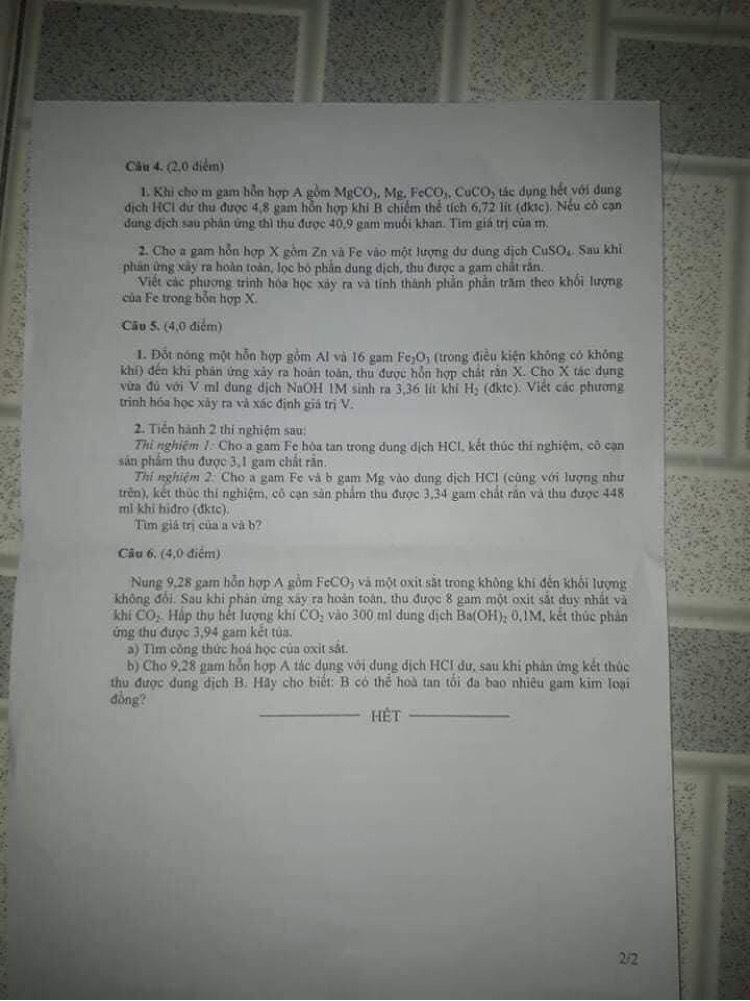 Câu 4. (2,0 điểm)
1. Khi cho m gam hỗn hợp A gồm MgCO₃, Mg, FeCO₃, CuCO₃ tác dụng hết với dung
dịch HCl dư thu được 4,8 gam hỗn hợp khí B chiếm thể tích 6,72 lít (đktc). Nếu cô cạn
dung dịch sau phản ứng thì thu được 40,9 gam muối khan. Tìm giá trị của m.
2. Cho a gam hỗn hợp X gồm Zn và Fe vào một lượng dư dung dịch CuSO₄. Sau khi
phản ứng xảy ra hoàn toàn, lọc bỏ phần dung dịch, thu được a gam chất rắn.
Viết các phương trình hóa học xảy ra và tính thành phần phần trăm theo khối lượng
của Fe trong hỗn hợp X.
Câu 5. (4,0 điểm)
1. Đốt nóng một hỗn hợp gồm Al và 16 gam Fe₂O₃ (trong điều kiện không có không
khí) đến khi phản ứng xảy ra hoàn toàn, thu được hỗn hợp chất rắn X. Cho X tác dụng
vừa đủ với V ml dung dịch NaOH 1M sinh ra 3,36 lít khí H₂ (đktc). Viết các phương
trình hóa học xảy ra và xác định giá trị V.
2. Tiến hành 2 thí nghiệm sau:
Thí nghiệm 1: Cho a gam Fe hòa tan trong dung dịch HCl, kết thúc thí nghiệm, cô cạn
sản phẩm thu được 3,1 gam chất rắn.
Thí nghiệm 2: Cho a gam Fe và b gam Mg vào dung dịch HCl (cũng với lượng như
trên), kết thúc thí nghiệm, cô cạn sản phẩm thu được 3,34 gam chất rắn và thu được 448
ml khí hiđro (đktc).
Tìm giá trị của a và b?
Câu 6. (4,0 điểm)
Nung 9,28 gam hỗn hợp A gồm FeCO₃ và một oxit sắt trong không khí đến khối lượng
không đổi. Sau khi phản ứng xảy ra hoàn toàn, thu được 8 gam một oxit sắt duy nhất và
khí CO₂. Hấp thụ hết lượng khí CO₂ vào 300 ml dung dịch Ba(OH)₂ 0,1M, kết thúc phản
ứng thu được 3,94 gam kết tủa.
a) Tìm công thức hoá học của oxit sắt.
b) Cho 9,28 gam hỗn hợp A tác dụng với dung dịch HCl dư, sau khi phản ứng kết thúc
thu được dung dịch B. Hãy cho biết: B có thể hoà tan tối đa bao nhiêu gam kim loại
đồng?
HẾT
2/2